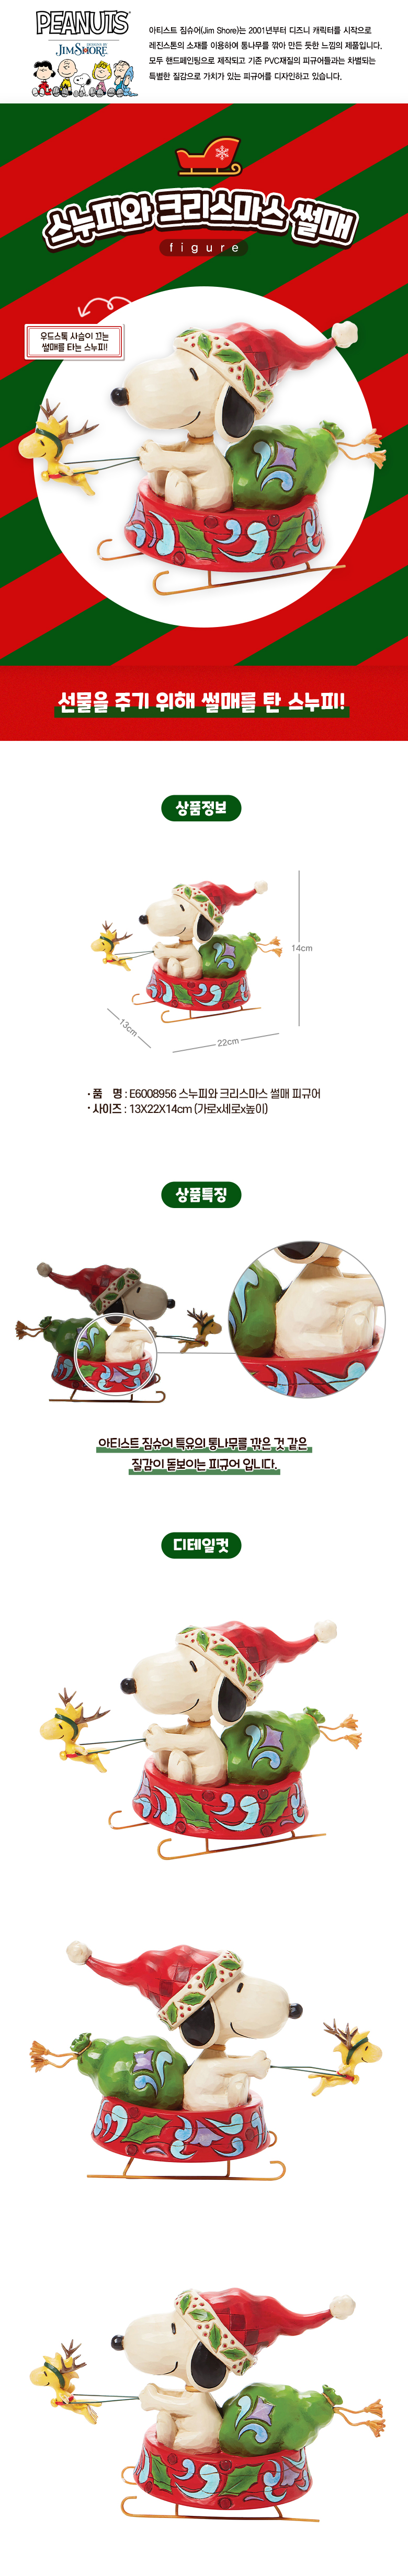 PEANUTS
DESIGNS BY
JIM SHORE
아티스트 짐슈어(Jim Shore)는 2001년부터 디즈니 캐릭터를 시작으로
레진스톤의 소재를 이용하여 통나무를 깎아 만든 듯한 느낌의 제품입니다.
모두 핸드페인팅으로 제작되고 기존 PVC재질의 피규어들과는 차별되는
특별한 질감으로 가치가 있는 피규어를 디자인하고 있습니다.
스누피와 크리스마스 썰매
figure
우드스톡 사슴이 끄는
썰매를 타는 스누피!!
선물을 주기 위해 썰매를 탄 스누피!
상품정보
14cm
13cm
22cm
· 품 명 : E6008956 스누피와 크리스마스 썰매 피규어
· 사이즈 : 13X22X14cm (가로x세로x높이)
상품특징
아티스트 짐슈어 특유의 통나무를 깎은 것 같은
질감이 돋보이는 피규어 입니다.
디테일컷